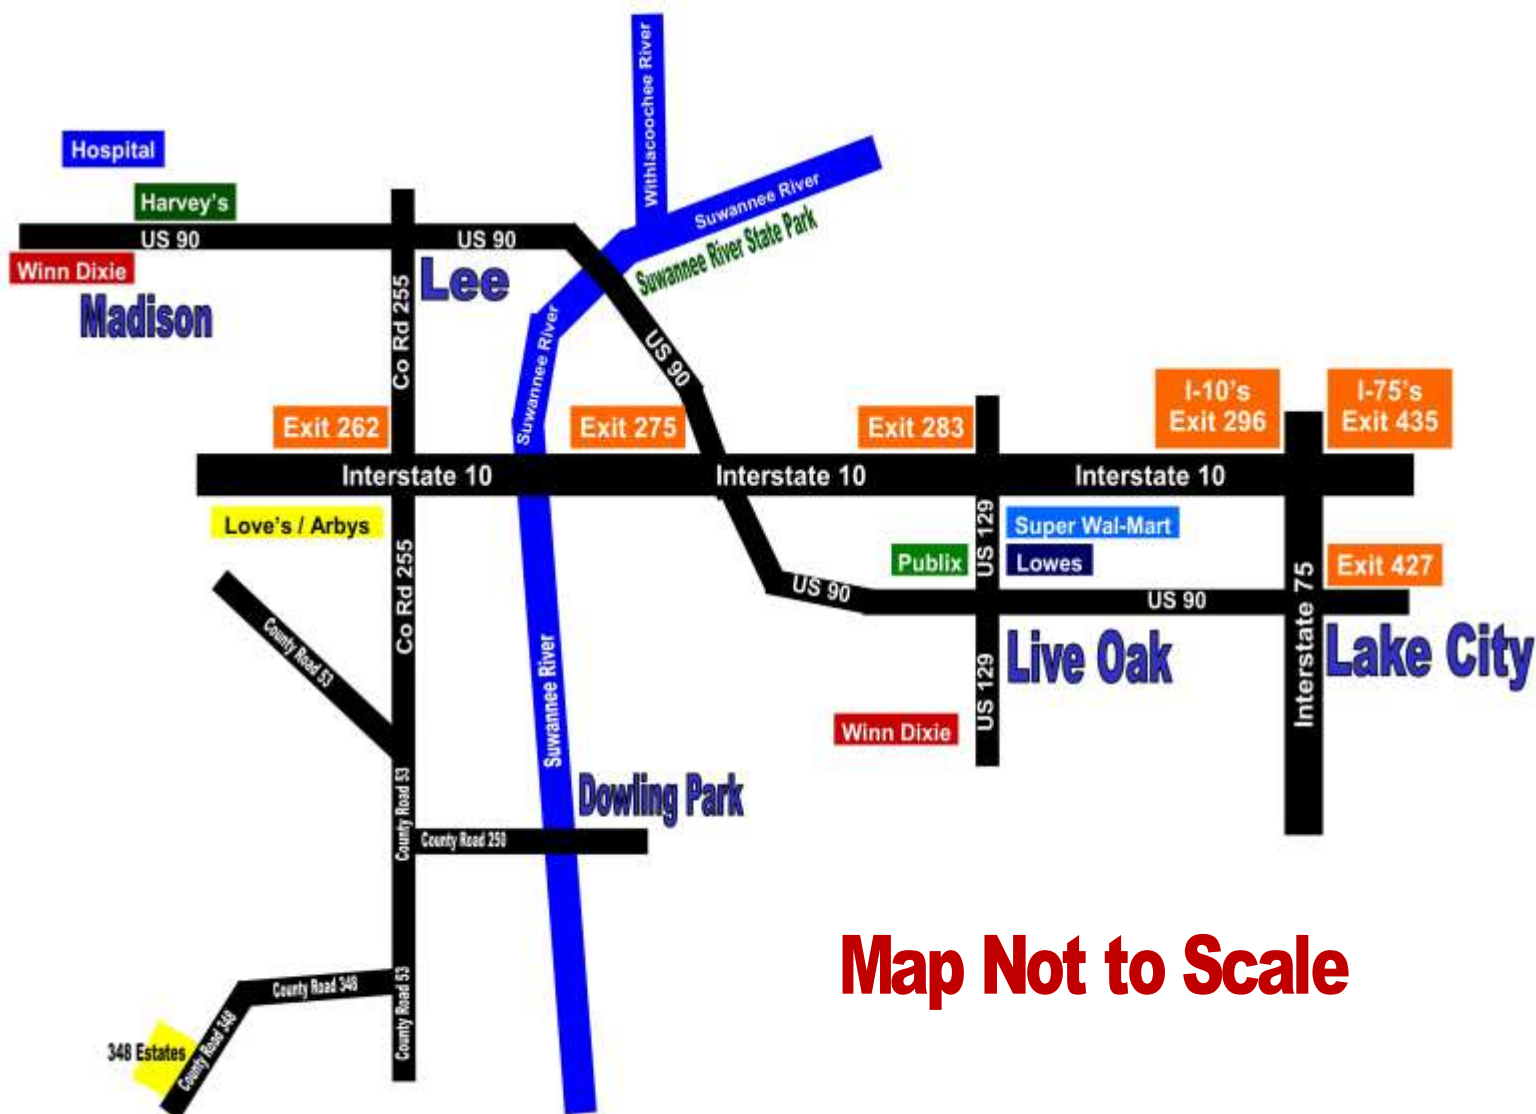 Withlacoochee River
Hospital
Suwannee River
Harvey's
US 90
US 90
Suwannee River State Park
Winn Dixie
Lee
Madison
Co Rd 255
Suwannee River
US 90
I-10's
Exit 296
I-75's
Exit 435
Exit 262
Exit 275
Exit 283
Interstate 10
Interstate 10
Interstate 10
Love's / Arbys
US 129
Super Wal-Mart
Publix
Lowes
Exit 427
Co Rd 255
US 90
US 90
Interstate 75
County Road 53
Suwannee River
US 129
Live Oak
Lake City
Winn Dixie
Dowling Park
County Road 53
County Road 250
Map Not to Scale
County Road 348
County Road 53
348 Estates
County Road 348